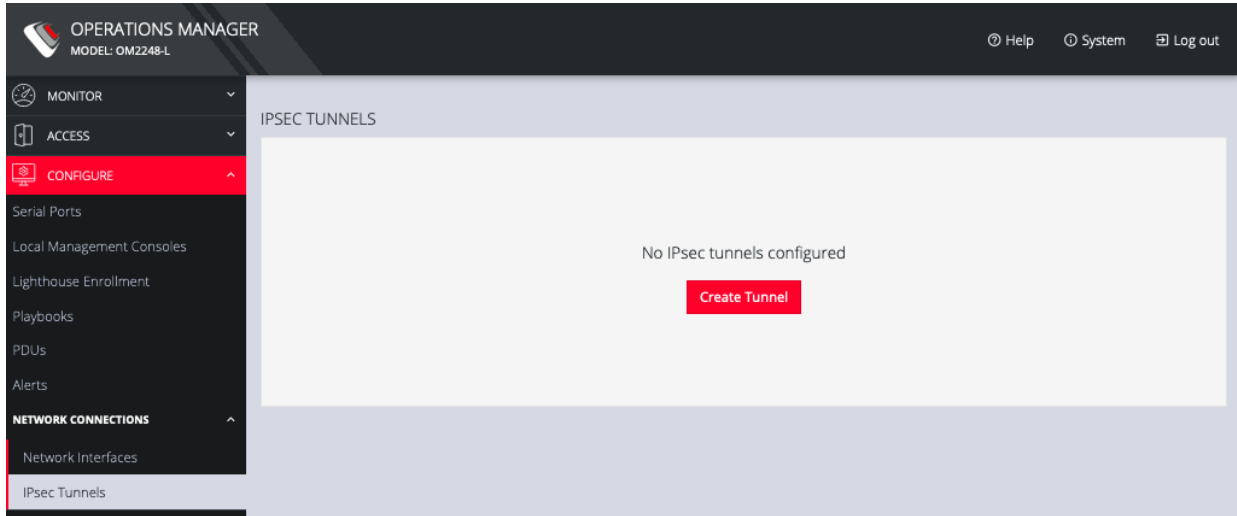 OPERATIONS MANAGER
MODEL: OM2248-L
Help
System
Log out
MONITOR
ACCESS
CONFIGURE
Serial Ports
Local Management Consoles
Lighthouse Enrollment
Playbooks
PDUs
Alerts
NETWORK CONNECTIONS
Network Interfaces
IPsec Tunnels
IPSEC TUNNELS
No IPsec tunnels configured
Create Tunnel